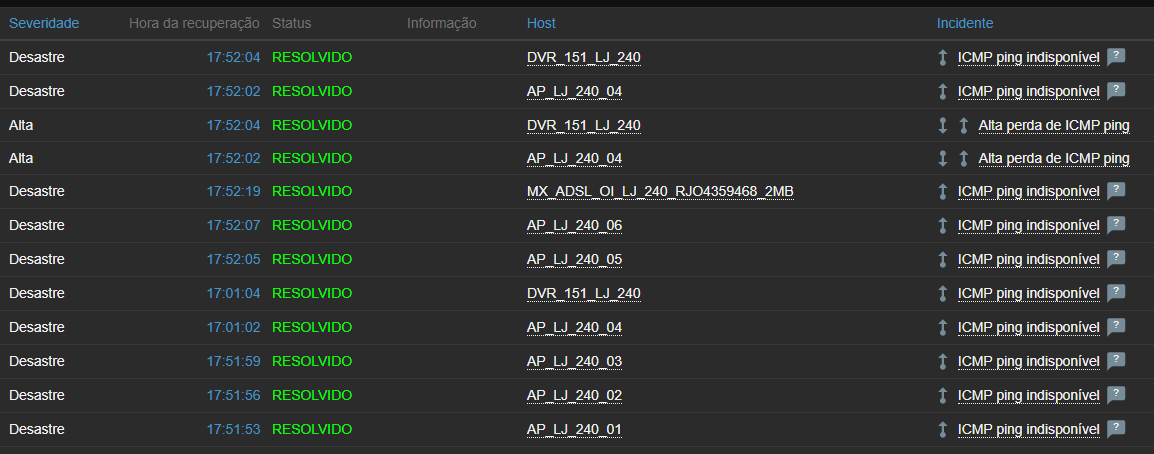 Severidade Hora da recuperação Status Informação Host Incidente
Desastre 17:52:04 RESOLVIDO DVR_151_LJ_240 ICMP ping indisponível ?
Desastre 17:52:02 RESOLVIDO AP_LJ_240_04 ICMP ping indisponível ?
Alta 17:52:04 RESOLVIDO DVR_151_LJ_240 Alta perda de ICMP ping
Alta 17:52:02 RESOLVIDO AP_LJ_240_04 Alta perda de ICMP ping
Desastre 17:52:19 RESOLVIDO MX_ADSL_OI_LJ_240_RJO4359468_2MB ICMP ping indisponível ?
Desastre 17:52:07 RESOLVIDO AP_LJ_240_06 ICMP ping indisponível ?
Desastre 17:52:05 RESOLVIDO AP_LJ_240_05 ICMP ping indisponível ?
Desastre 17:01:04 RESOLVIDO DVR_151_LJ_240 ICMP ping indisponível ?
Desastre 17:01:02 RESOLVIDO AP_LJ_240_04 ICMP ping indisponível ?
Desastre 17:51:59 RESOLVIDO AP_LJ_240_03 ICMP ping indisponível ?
Desastre 17:51:56 RESOLVIDO AP_LJ_240_02 ICMP ping indisponível ?
Desastre 17:51:53 RESOLVIDO AP_LJ_240_01 ICMP ping indisponível ?